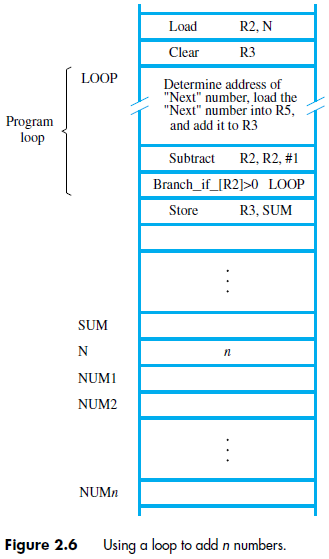 Load R2, N
Clear R3
LOOP
Determine address of
"Next" number, load the
"Next" number into R5,
and add it to R3
Program
loop
Subtract R2, R2, #1
Branch_if_[R2]>0 LOOP
Store R3, SUM
. . .
SUM
N n
NUM1
NUM2
. . .
NUMn
Figure 2.6 Using a loop to add n numbers.